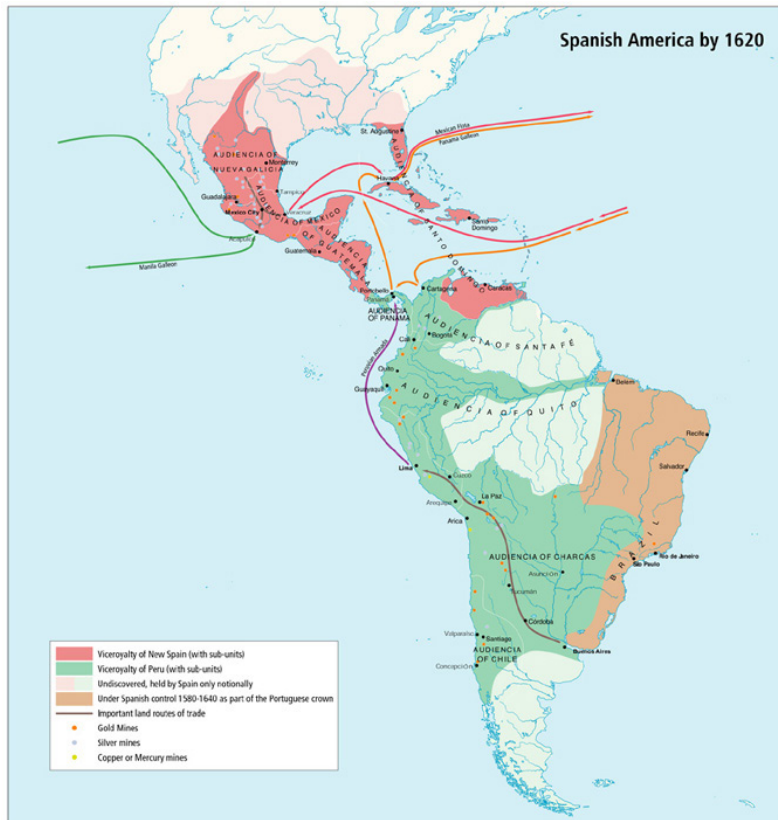 Spanish America by 1620
Mexican Flota
Panama Galleon
St. Augustine
AUDIENCIA OF
NUEVA GALICIA
Monterrey
Havana
Tampico
Guadalajara
Mexico City
Veracruz
AUDIENCIA OF MEXICO
AUDIENCIA OF SANTO DOMINGO
Santo
Domingo
Acapulco
AUDIENCIA
OF GUATEMALA
Guatemala
Manila Galleon
Portobello
Panama
AUDIENCIA
OF PANAMA
Cartagena
Caracas
AUDIENCIA OF SANTA FÉ
Bogota
Cali
Peruvian Armada
Quito
Guayaquil
AUDIENCIA OF QUITO
Belem
Recife
Lima
Cuzco
Salvador
La Paz
Arequipa
Arica
AUDIENCIA OF CHARCAS
BRAZIL
Rio de Janeiro
São Paulo
Asunción
Tucumán
Córdoba
Valparaiso
Santiago
Buenos Aires
AUDIENCIA
OF CHILE
Concepción
Viceroyalty of New Spain (with sub-units)
Viceroyalty of Peru (with sub-units)
Undiscovered, held by Spain only notionally
Under Spanish control 1580-1640 as part of the Portuguese crown
Important land routes of trade
Gold Mines
Silver mines
Copper or Mercury mines